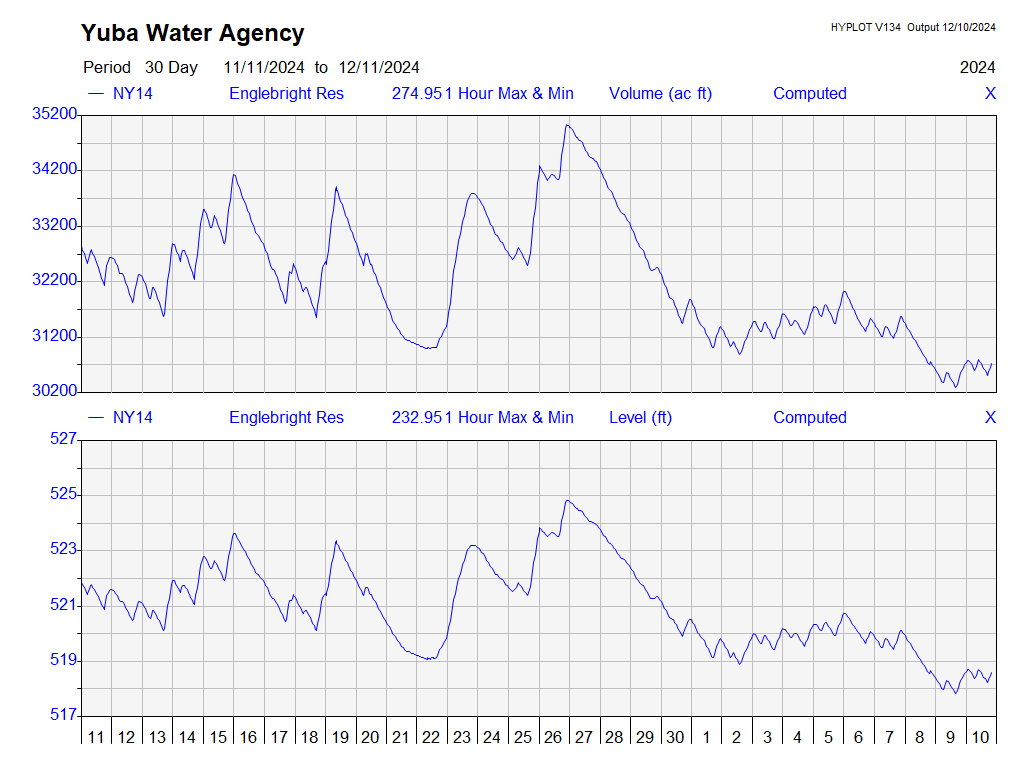 Yuba Water Agency
HYPLOT V134 Output 12/10/2024
Period 30 Day 11/11/2024 to 12/11/2024 2024
NY14 Englebright Res 274.951 Hour Max & Min Volume (ac ft) Computed X
35200
34200
33200
32200
31200
30200
NY14 Englebright Res 232.951 Hour Max & Min Level (ft) Computed X
527
525
523
521
519
517
11 12 13 14 15 16 17 18 19 20 21 22 23 24 25 26 27 28 29 30 1 2 3 4 5 6 7 8 9 10